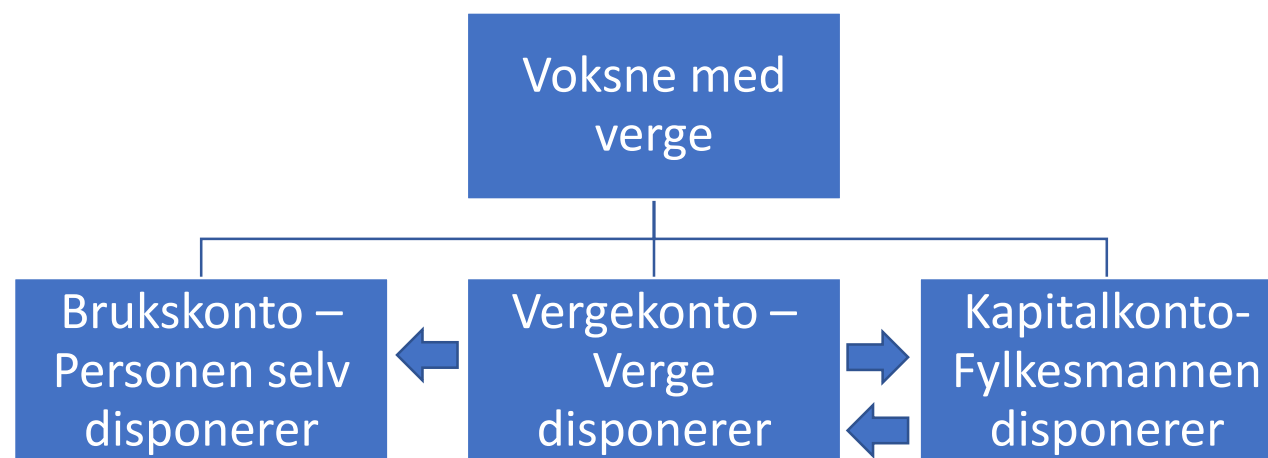 Voksne med
verge
Brukskonto –
Personen selv
disponerer
Vergekonto –
Verge
disponerer
Kapitalkonto-
Fylkesmannen
disponerer